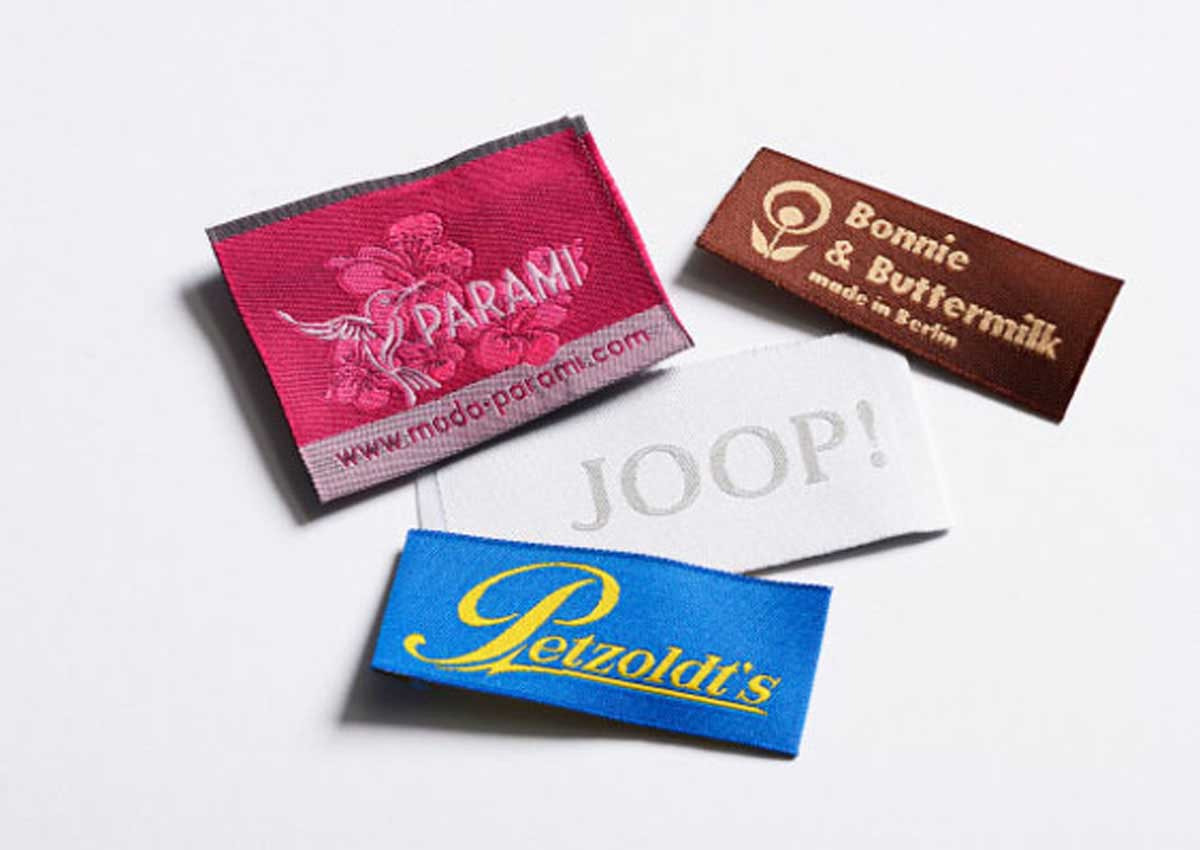 PARAMI
www.moda-parami.com
Bonnie
& Buttermilk
made in Berlin
JOOP!
Petzoldt's